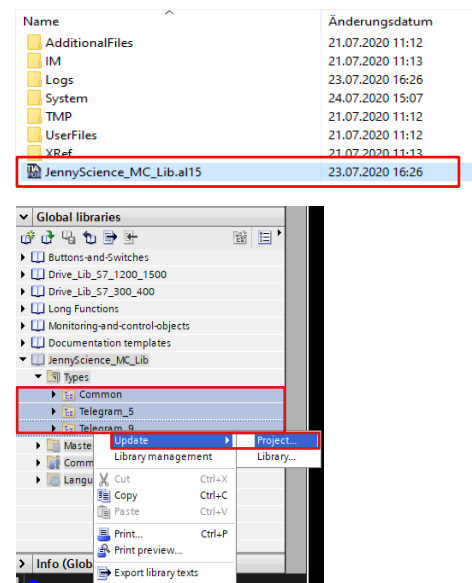 Name Änderungsdatum
AdditionalFiles 21.07.2020 11:12
IM 21.07.2020 11:13
Logs 23.07.2020 16:26
System 24.07.2020 15:07
TMP 21.07.2020 11:12
UserFiles 21.07.2020 11:12
XRef 21.07.2020 11:13
JennyScience_MC_Lib.al15 23.07.2020 16:26
Global libraries
Buttons-and-Switches
Drive_Lib_S7_1200_1500
Drive_Lib_S7_300_400
Long Functions
Monitoring-and-control-objects
Documentation templates
JennyScience_MC_Lib
Types
Common
Telegram_5
Telegram_9
Maste Update Project...
Comm Library management Library...
Langu Cut Ctrl+X
Copy Ctrl+C
Paste Ctrl+V
Print... Ctrl+P
Print preview...
Info (Glob Export library texts